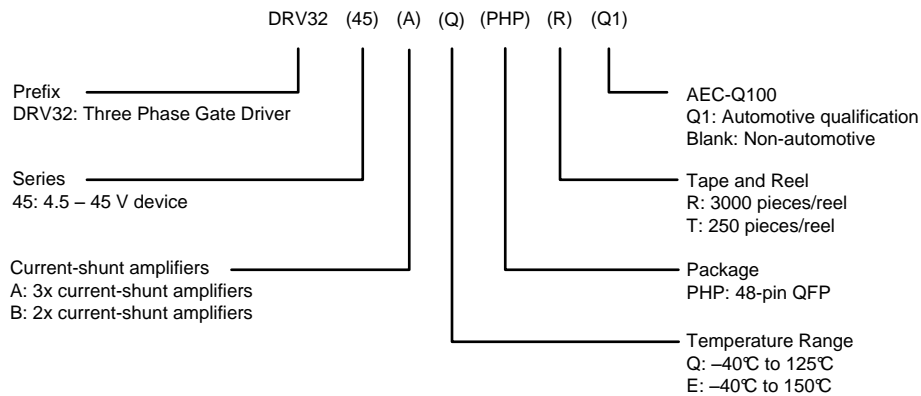 DRV32 (45) (A) (Q) (PHP) (R) (Q1)
Prefix
DRV32: Three Phase Gate Driver
Series
45: 4.5 – 45 V device
Current-shunt amplifiers
A: 3x current-shunt amplifiers
B: 2x current-shunt amplifiers
AEC-Q100
Q1: Automotive qualification
Blank: Non-automotive
Tape and Reel
R: 3000 pieces/reel
T: 250 pieces/reel
Package
PHP: 48-pin QFP
Temperature Range
Q: –40℃ to 125℃
E: –40℃ to 150℃